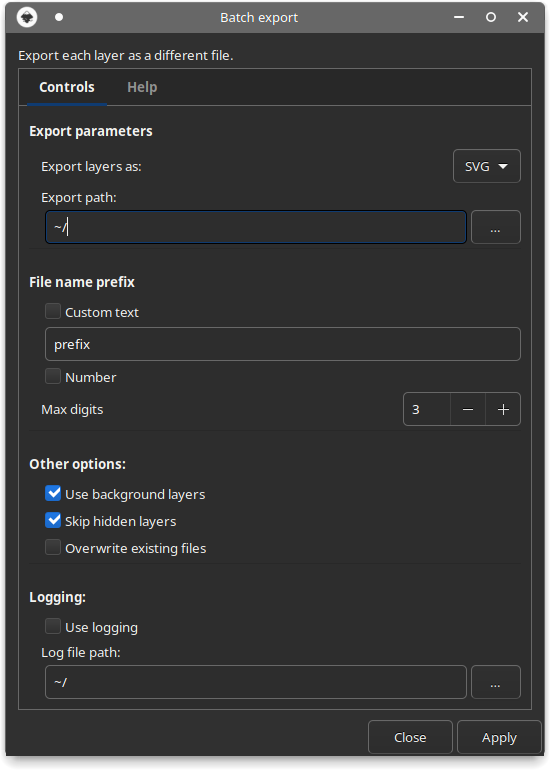 Batch export
Export each layer as a different file.
Controls Help
Export parameters
Export layers as: SVG
Export path:
~/ ...
File name prefix
Custom text
prefix
Number
Max digits 3 − +
Other options:
Use background layers
Skip hidden layers
Overwrite existing files
Logging:
Use logging
Log file path:
~/ ...
Close Apply